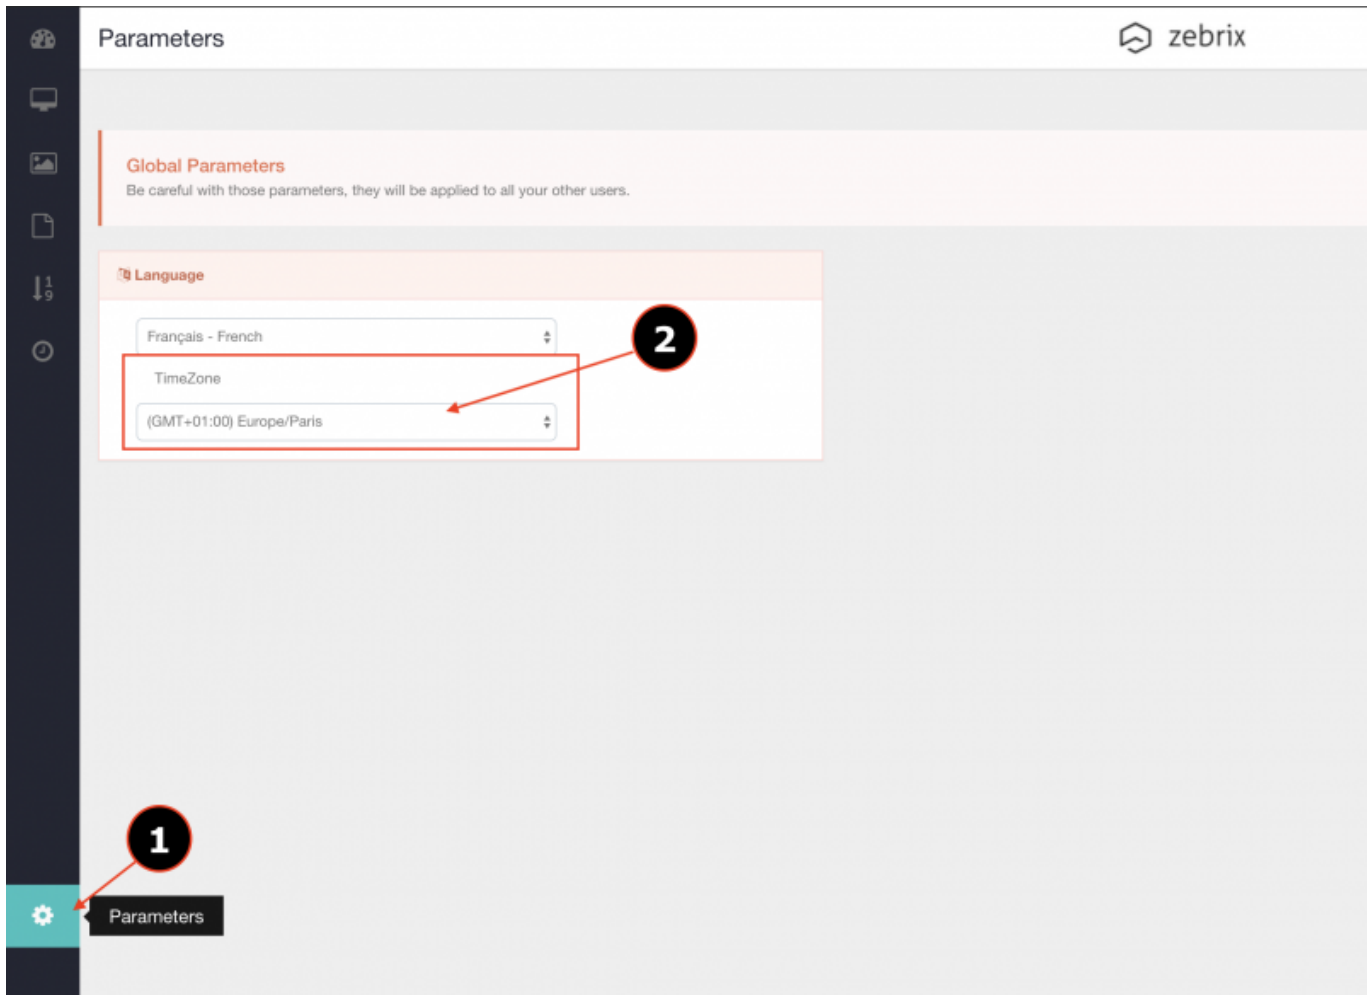 Parameters
zebrix
Global Parameters
Be careful with those parameters, they will be applied to all your other users.
Language
Français - French
2
TimeZone
(GMT+01:00) Europe/Paris
1
Parameters